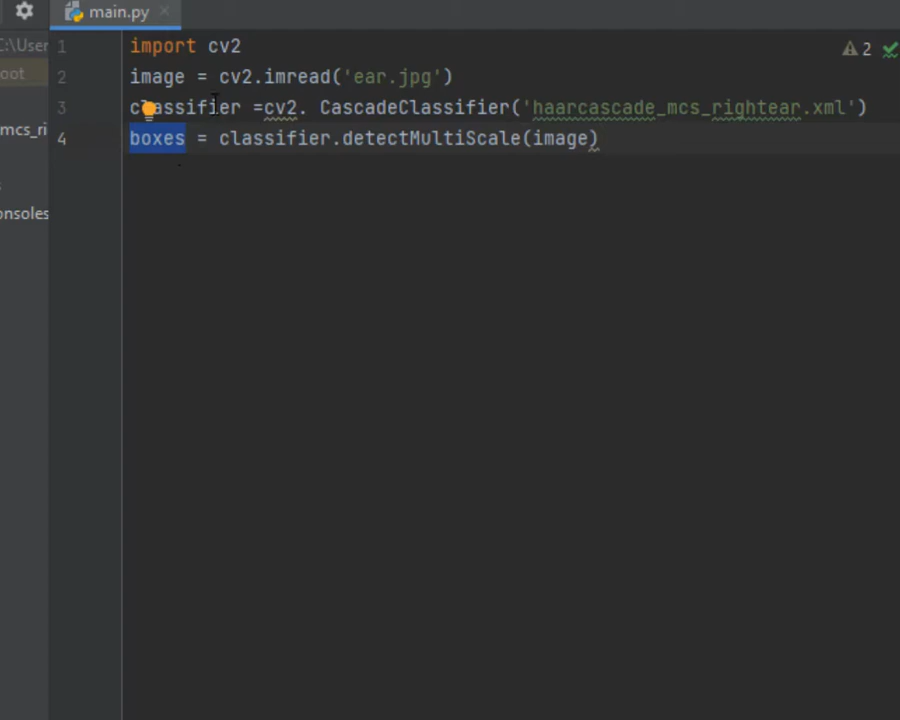 main.py
C:\User
oot
mcs_ri
onsoles
2
1 import cv2
2 image = cv2.imread('ear.jpg')
3 classifier =cv2. CascadeClassifier('haarcascade_mcs_rightear.xml')
4 boxes = classifier.detectMultiScale(image)